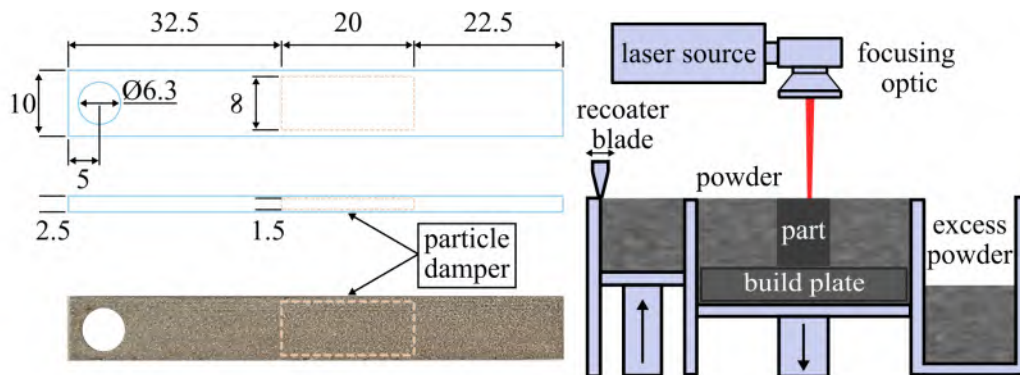 32.5
20
22.5
10
Ø6.3
8
5
2.5
1.5
particle
damper
laser source
focusing
optic
recoater
blade
powder
part
excess
powder
build plate